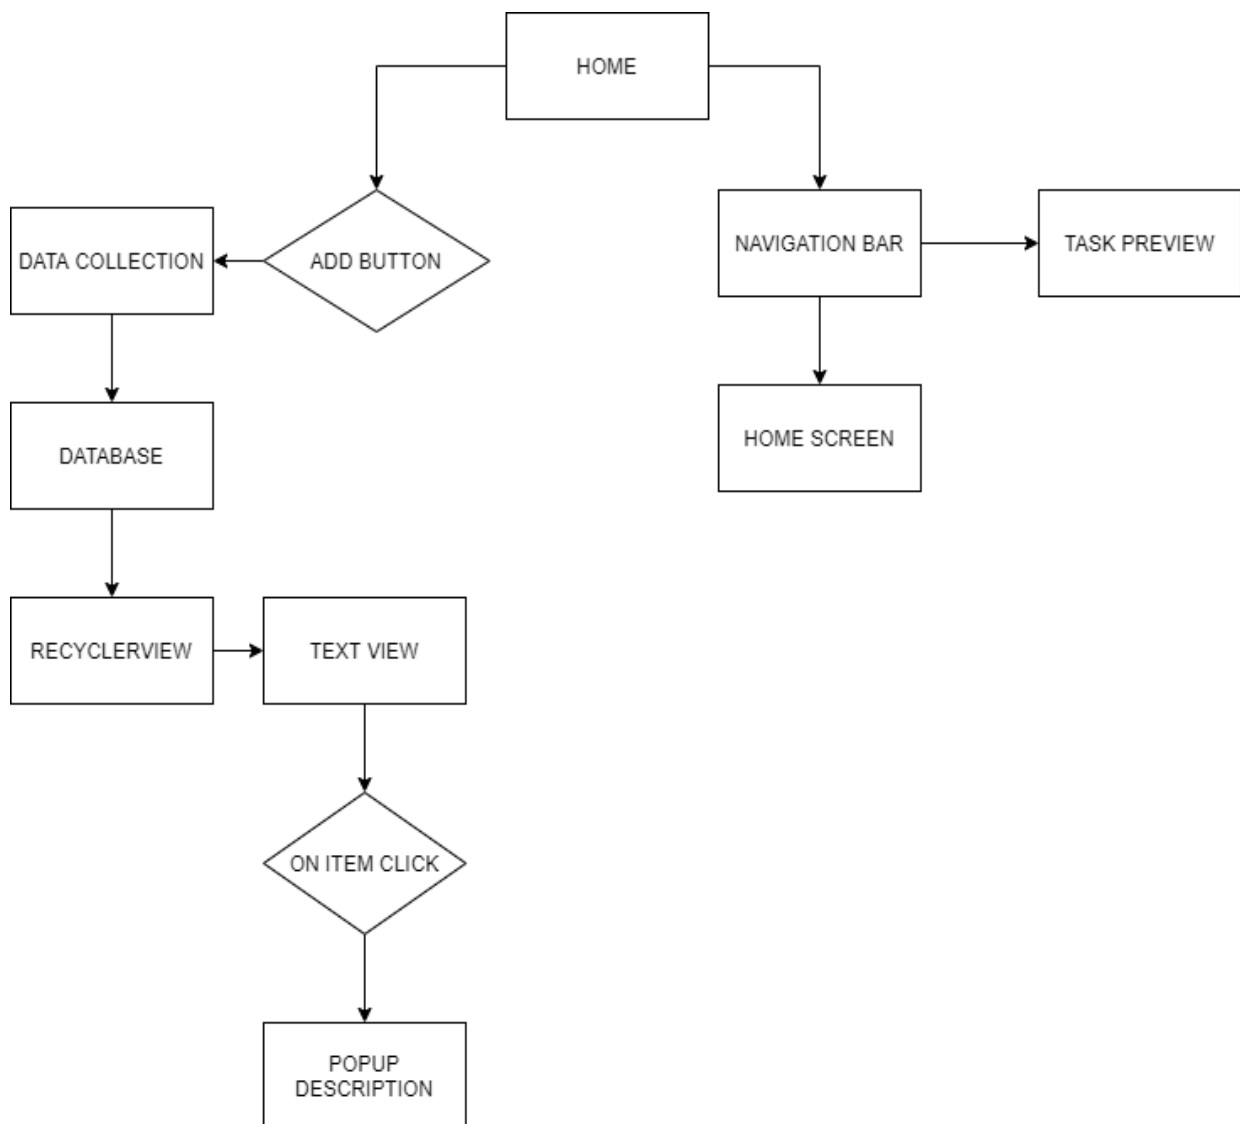 HOME
ADD BUTTON
DATA COLLECTION
NAVIGATION BAR
TASK PREVIEW
HOME SCREEN
DATABASE
RECYCLERVIEW
TEXT VIEW
ON ITEM CLICK
POPUP
DESCRIPTION